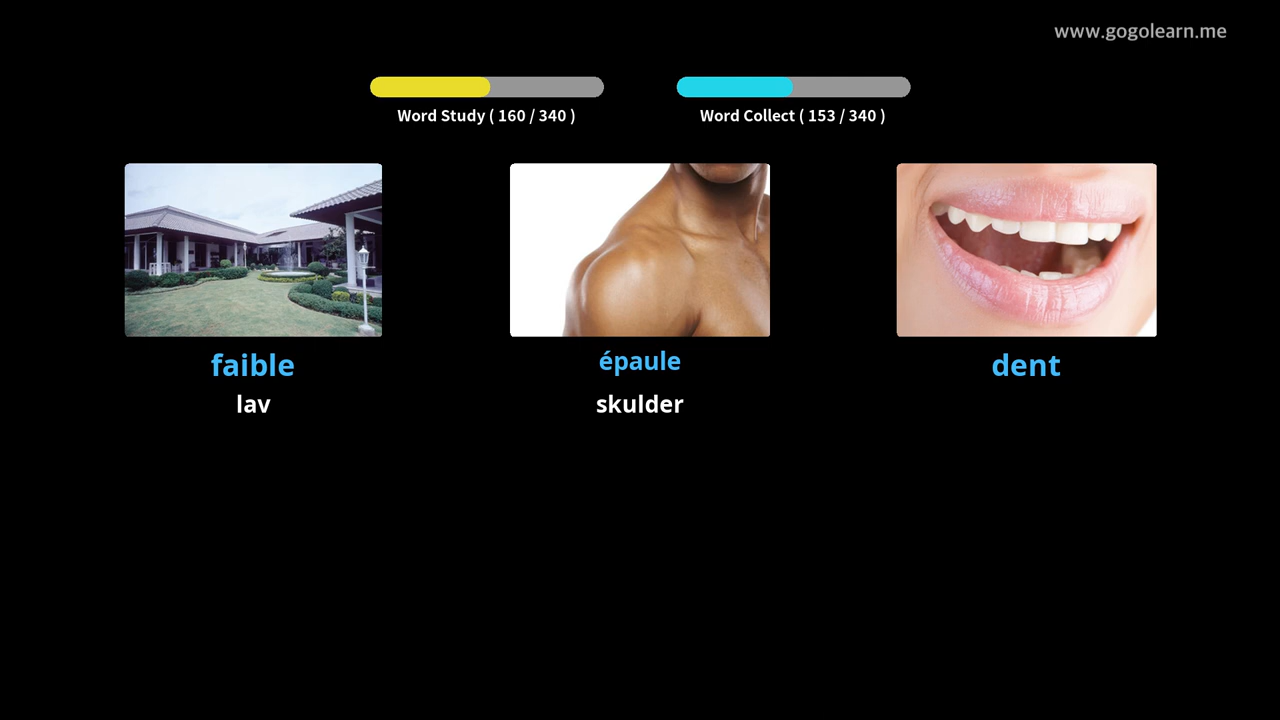 www.gogolearn.me
Word Study ( 160 / 340 )
Word Collect ( 153 / 340 )
faible
lav
épaule
skulder
dent